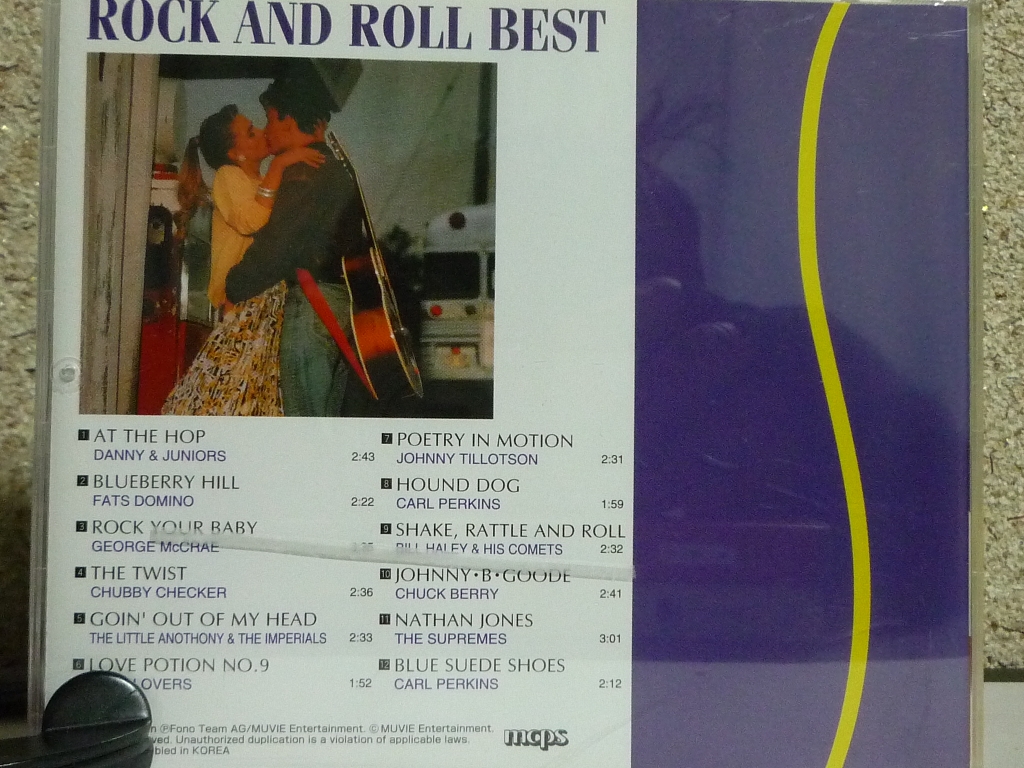 ROCK AND ROLL BEST
1 AT THE HOP
DANNY & JUNIORS 2:43
2 BLUEBERRY HILL
FATS DOMINO 2:22
3 ROCK YOUR BABY
GEORGE McCHAE
4 THE TWIST
CHUBBY CHECKER 2:36
5 GOIN' OUT OF MY HEAD
THE LITTLE ANOTHONY & THE IMPERIALS 2:33
6 LOVE POTION NO.9
LOVERS 1:52
7 POETRY IN MOTION
JOHNNY TILLOTSON 2:31
8 HOUND DOG
CARL PERKINS 1:59
9 SHAKE, RATTLE AND ROLL
BILL HALEY & HIS COMETS 2:32
10 JOHNNY•B•GOODE
CHUCK BERRY 2:41
11 NATHAN JONES
THE SUPREMES 3:01
12 BLUE SUEDE SHOES
CARL PERKINS 2:12
℗Fono Team AG/MUVIE Entertainment. ©MUVIE Entertainment.
Unauthorized duplication is a violation of applicable laws.
in KOREA
mcps